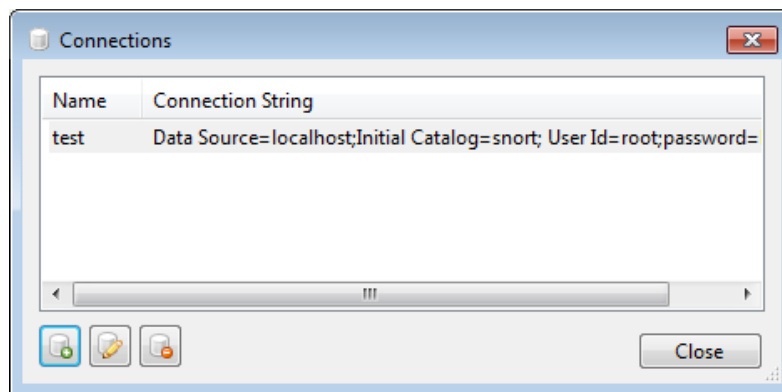 Connections
Name Connection String
test Data Source=localhost;Initial Catalog=snort; User Id=root;password=
Close